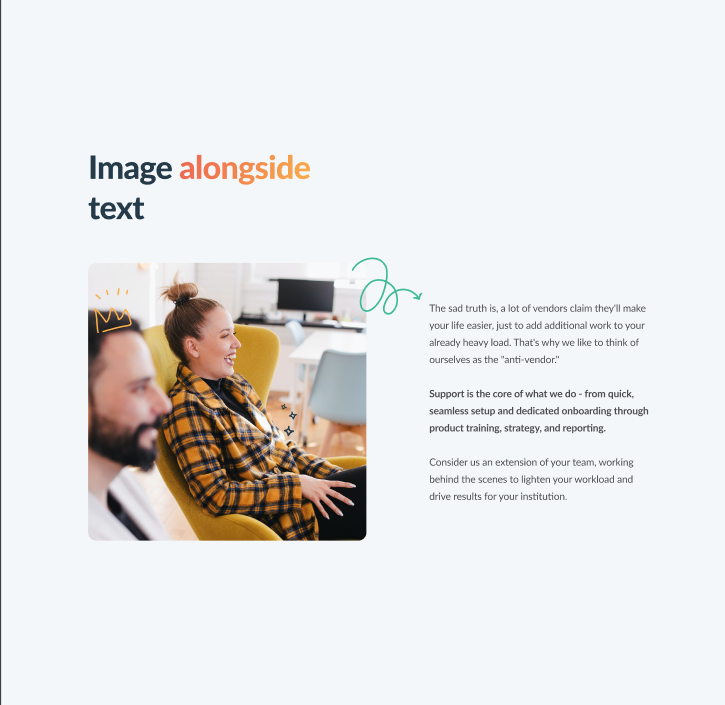 Image alongside
text
The sad truth is, a lot of vendors claim they'll make
your life easier, just to add additional work to your
already heavy load. That's why we like to think of
ourselves as the "anti-vendor."
Support is the core of what we do - from quick,
seamless setup and dedicated onboarding through
product training, strategy, and reporting.
Consider us an extension of your team, working
behind the scenes to lighten your workload and
drive results for your institution.